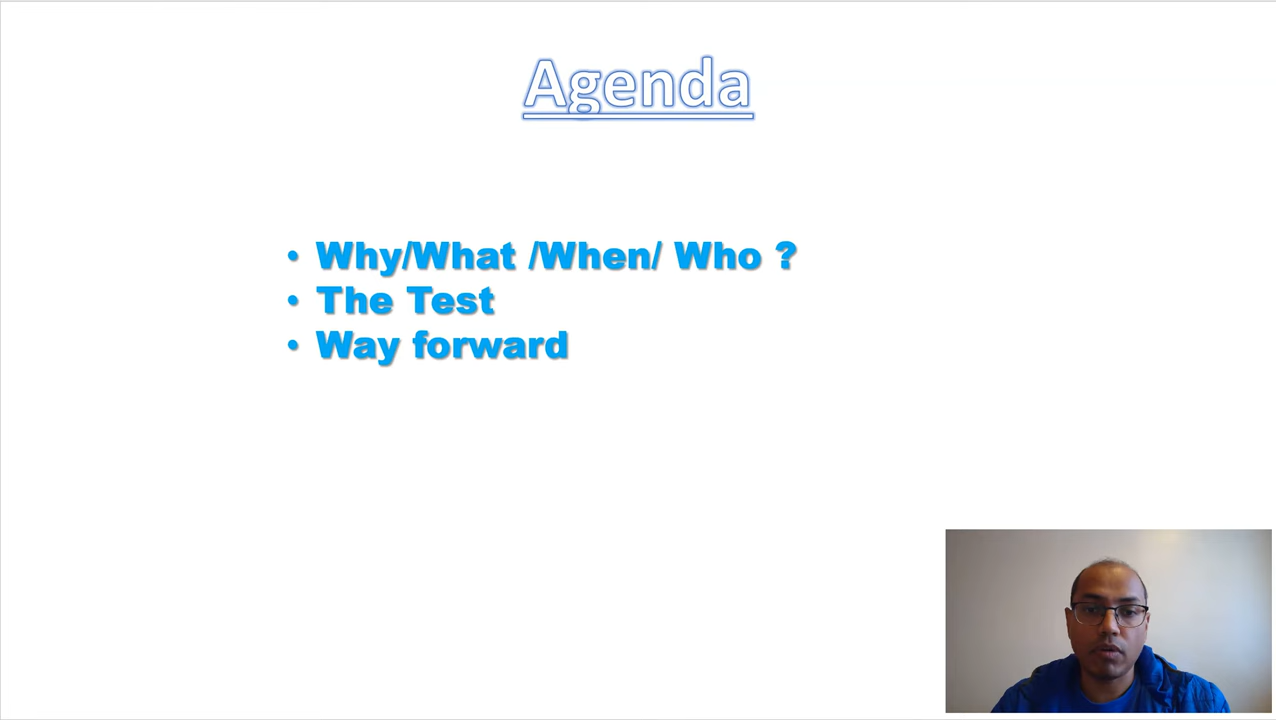 Agenda
• Why/What /When/ Who ?
• The Test
• Way forward